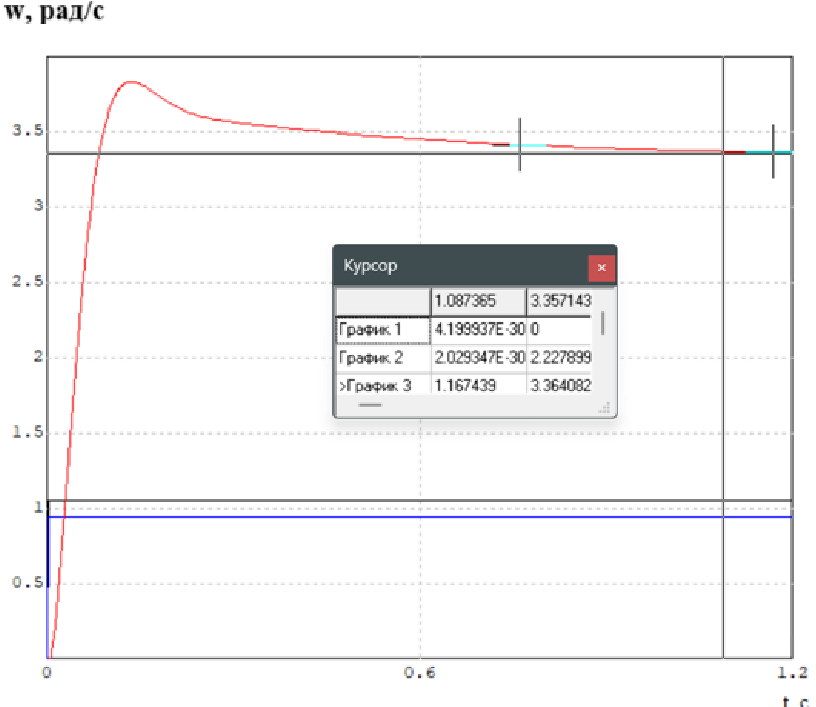 w, рад/с
3.5
3
2.5
2
1.5
1
0.5
0 0.6 1.2
t, с
Курсор ×
1.087365 3.357143
График 1 4.199937E-30 0
График 2 2.029347E-30 2.227899
>График 3 1.167439 3.364082